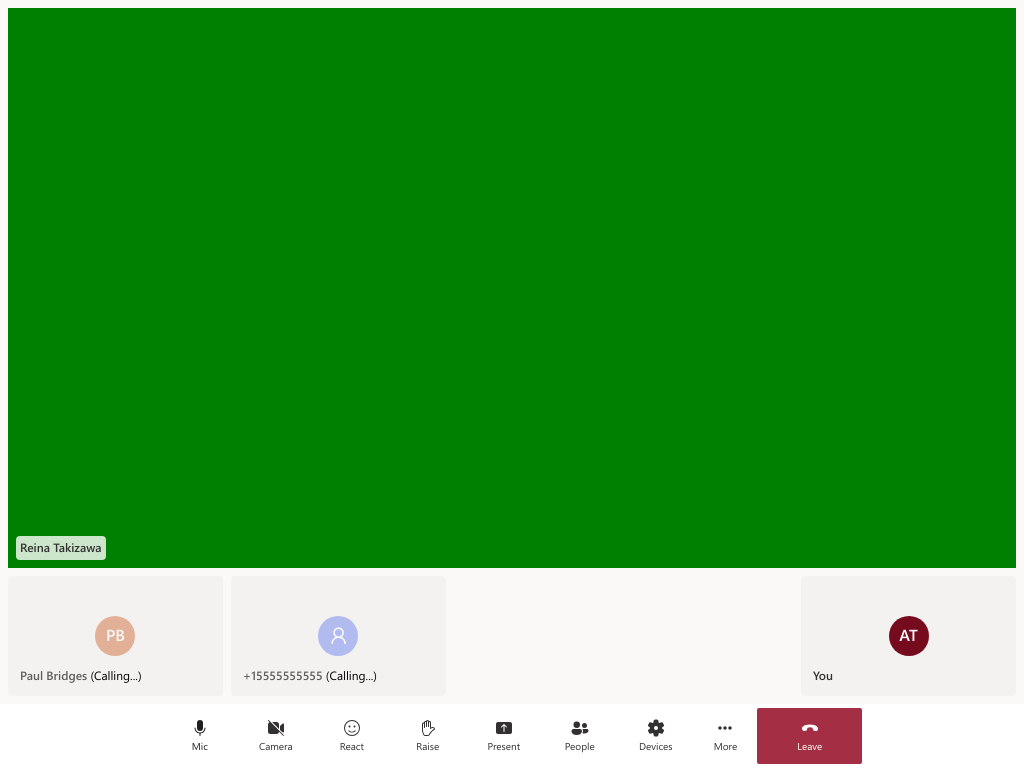 Reina Takizawa
PB
Paul Bridges (Calling...)
+15555555555 (Calling...)
AT
You
Mic
Camera
React
Raise
Present
People
Devices
More
Leave